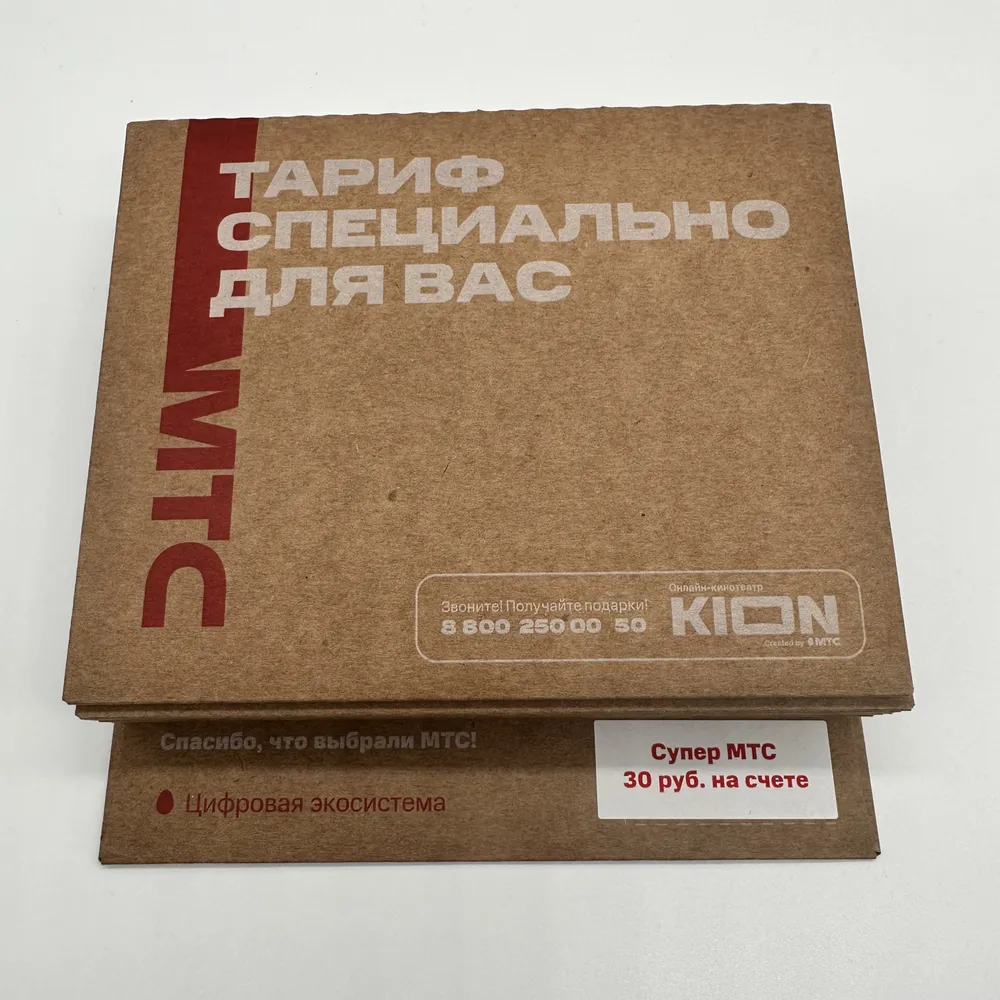 ТАРИФ
СПЕЦИАЛЬНО
ДЛЯ ВАС
МТС
Звоните! Получайте подарки!
8 800 250 00 50
Онлайн-кинотеатр
KION
Created by МТС
Спасибо, что выбрали МТС!
Цифровая экосистема
Супер МТС
30 руб. на счете